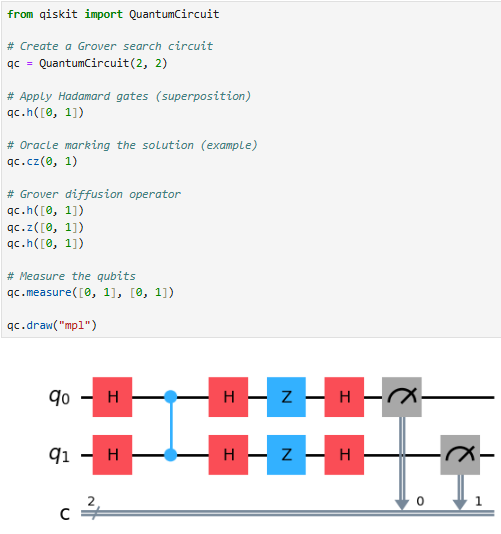 from qiskit import QuantumCircuit
# Create a Grover search circuit
qc = QuantumCircuit(2, 2)
# Apply Hadamard gates (superposition)
qc.h([0, 1])
# Oracle marking the solution (example)
qc.cz(0, 1)
# Grover diffusion operator
qc.h([0, 1])
qc.z([0, 1])
qc.h([0, 1])
# Measure the qubits
qc.measure([0, 1], [0, 1])
qc.draw("mpl")
q0 H H Z H
q1 H H Z H
c 2 0 1